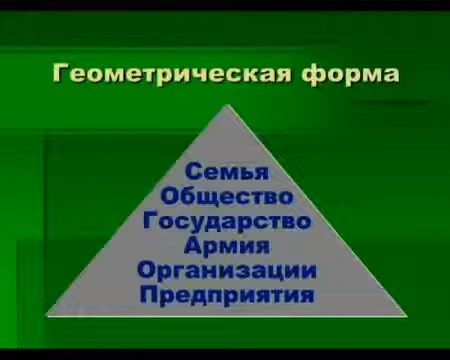 Геометрическая форма
Семья
Общество
Государство
Армия
Организации
Предприятия